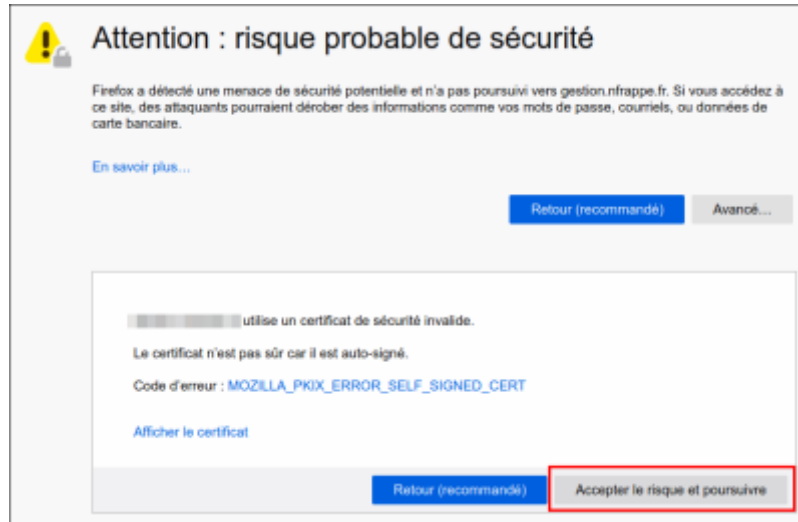 Attention : risque probable de sécurité
Firefox a détecté une menace de sécurité potentielle et n'a pas poursuivi vers gestion.nfrappe.fr. Si vous accédez à
ce site, des attaquants pourraient dérober des informations comme vos mots de passe, courriels, ou données de
carte bancaire.
En savoir plus…
Retour (recommandé) Avancé…
utilise un certificat de sécurité invalide.
Le certificat n'est pas sûr car il est auto-signé.
Code d'erreur : MOZILLA_PKIX_ERROR_SELF_SIGNED_CERT
Afficher le certificat
Retour (recommandé) Accepter le risque et poursuivre